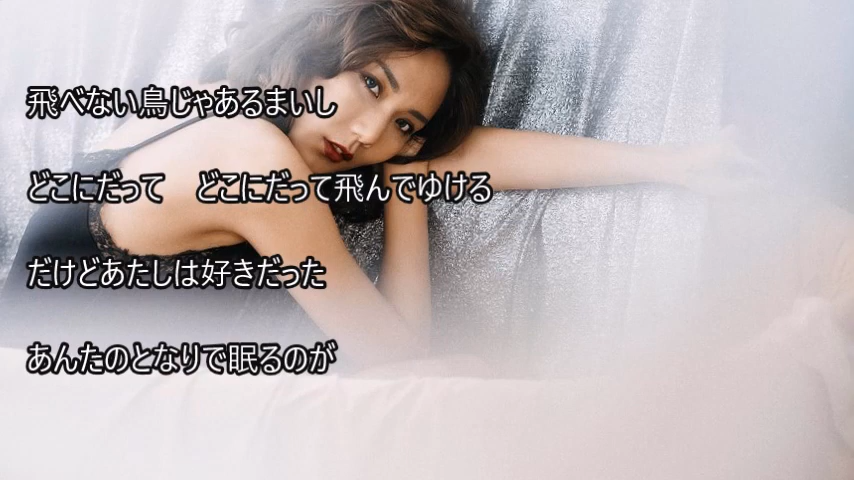 飛べない鳥じゃあるまいし
どこにだって　どこにだって飛んでゆける
だけどあたしは好きだった
あんたのとなりで眠るのが